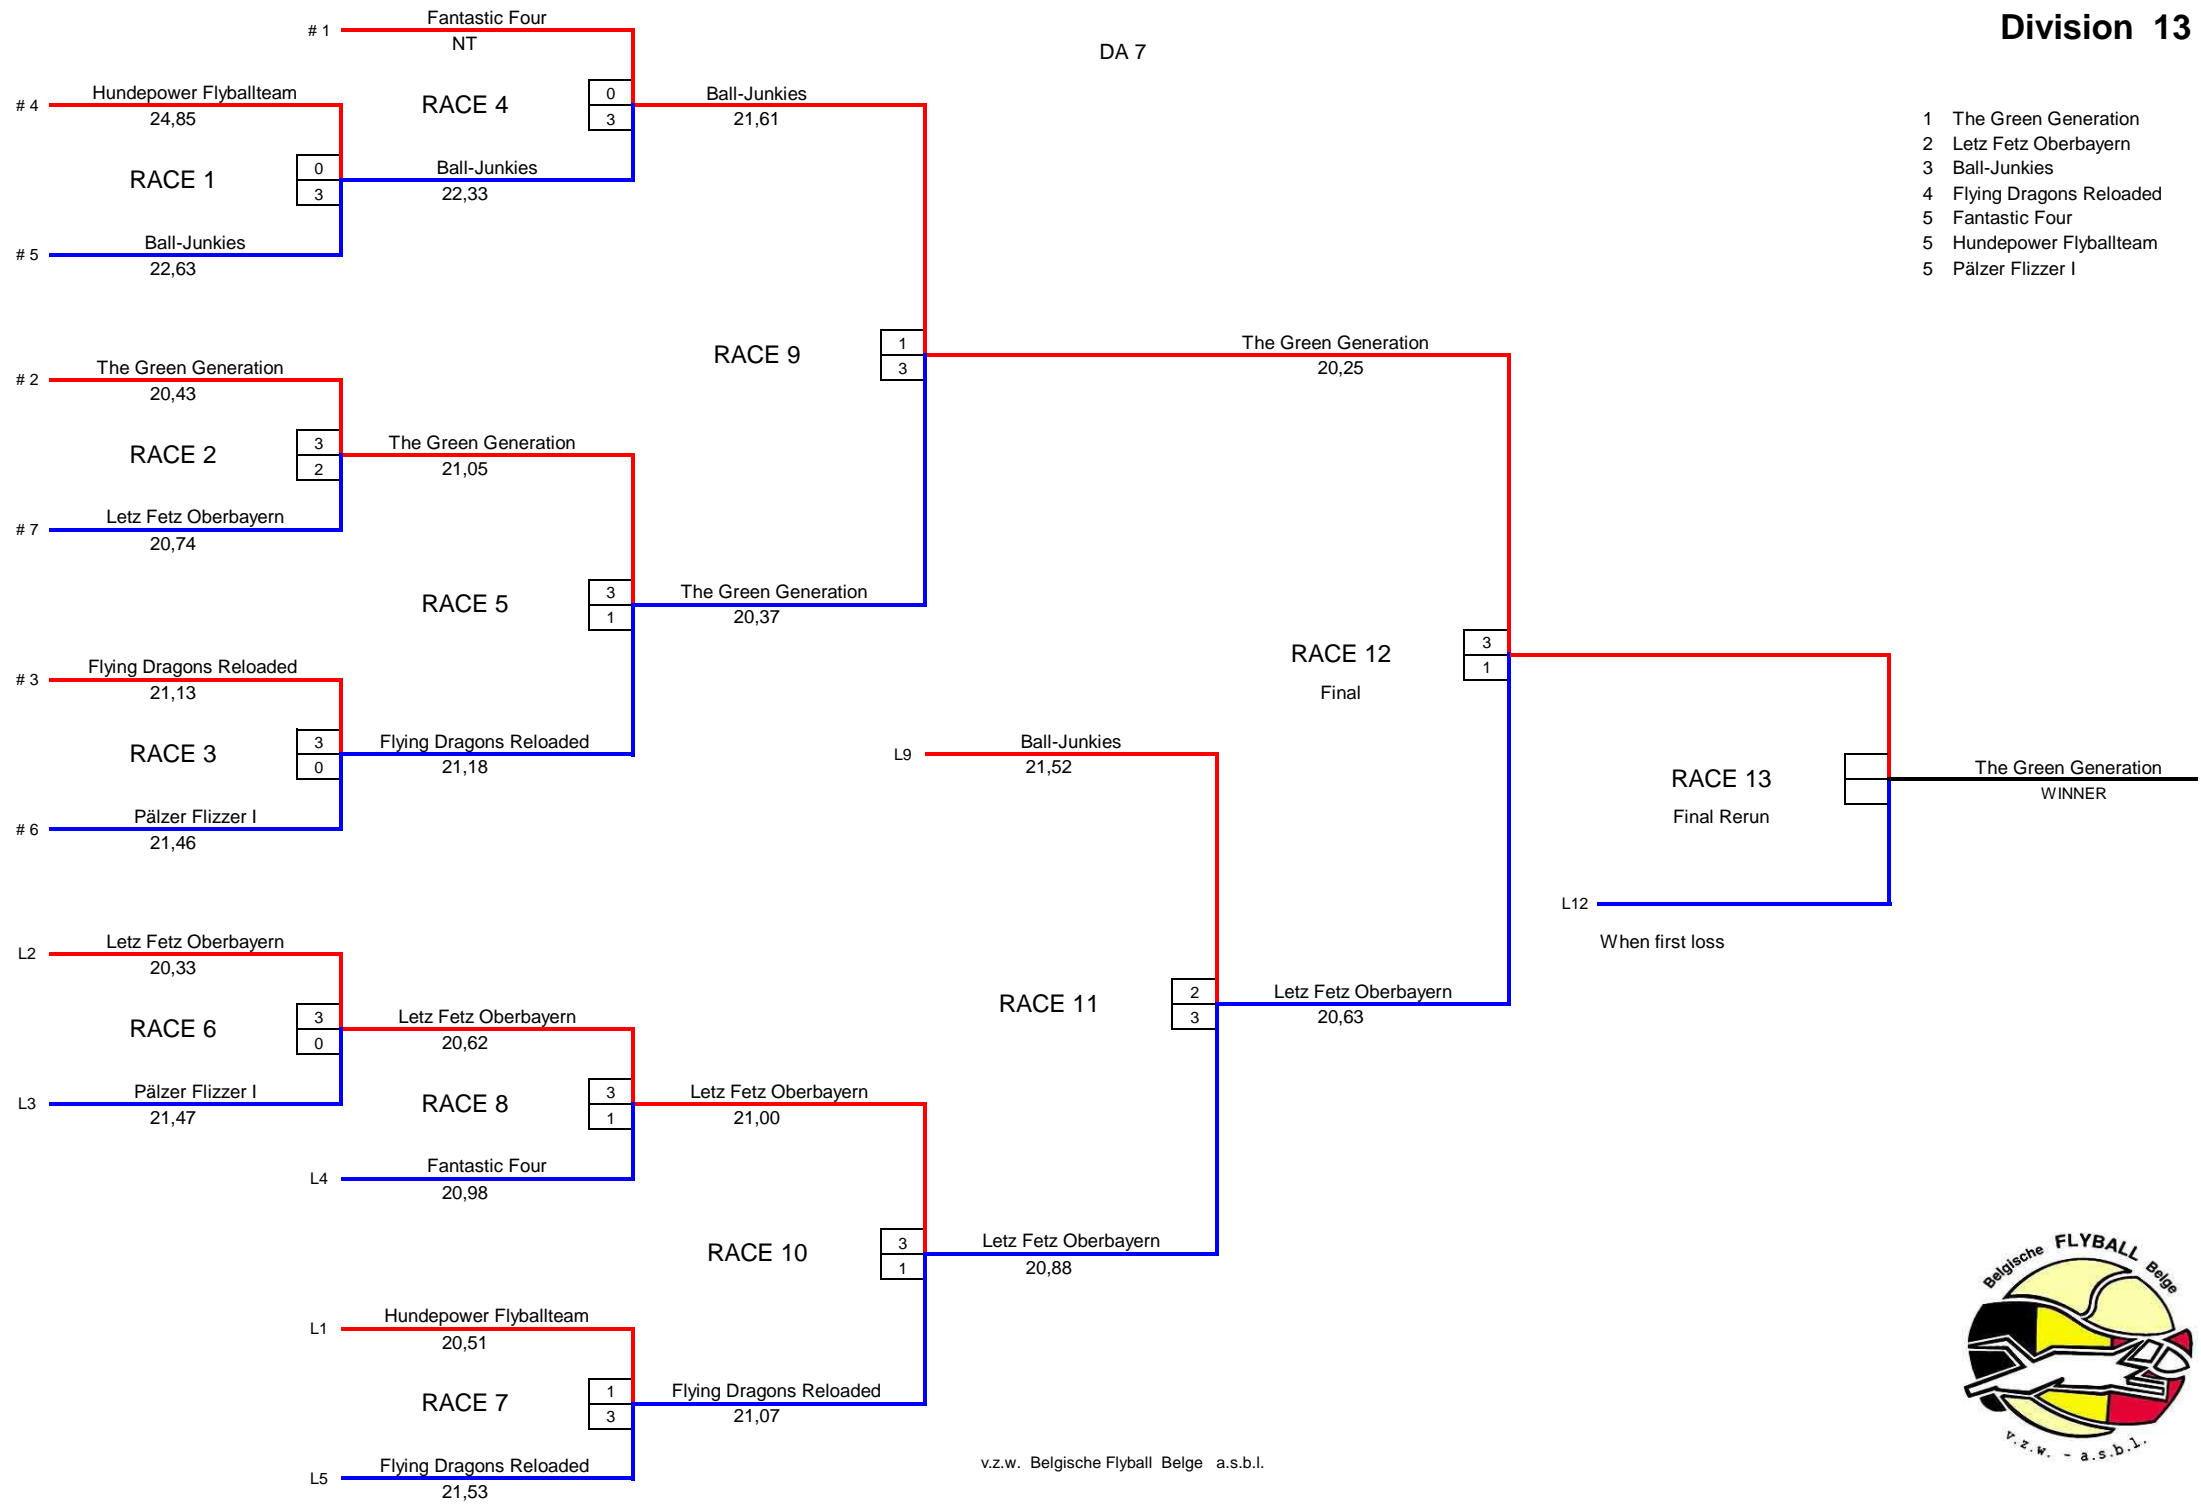 Division 13
DA 7
1 The Green Generation
2 Letz Fetz Oberbayern
3 Ball-Junkies
4 Flying Dragons Reloaded
5 Fantastic Four
5 Hundepower Flyballteam
5 Pälzer Flizzer I
# 1
Fantastic Four
NT
RACE 4
0
3
# 4
Hundepower Flyballteam
24,85
RACE 1
0
3
Ball-Junkies
22,33
# 5
Ball-Junkies
22,63
Ball-Junkies
21,61
RACE 9
1
3
The Green Generation
20,25
# 2
The Green Generation
20,43
RACE 2
3
2
The Green Generation
21,05
# 7
Letz Fetz Oberbayern
20,74
RACE 5
3
1
The Green Generation
20,37
# 3
Flying Dragons Reloaded
21,13
RACE 3
3
0
Flying Dragons Reloaded
21,18
# 6
Pälzer Flizzer I
21,46
RACE 12
Final
3
1
L9
Ball-Junkies
21,52
RACE 13
Final Rerun
The Green Generation
WINNER
L12
When first loss
L2
Letz Fetz Oberbayern
20,33
RACE 6
3
0
Letz Fetz Oberbayern
20,62
L3
Pälzer Flizzer I
21,47
RACE 8
3
1
Letz Fetz Oberbayern
21,00
L4
Fantastic Four
20,98
RACE 11
2
3
Letz Fetz Oberbayern
20,63
RACE 10
3
1
Letz Fetz Oberbayern
20,88
L1
Hundepower Flyballteam
20,51
RACE 7
1
3
Flying Dragons Reloaded
21,07
L5
Flying Dragons Reloaded
21,53
v.z.w. Belgische Flyball Belge a.s.b.l.
Belgische FLYBALL Belge
v.z.w. - a.s.b.l.